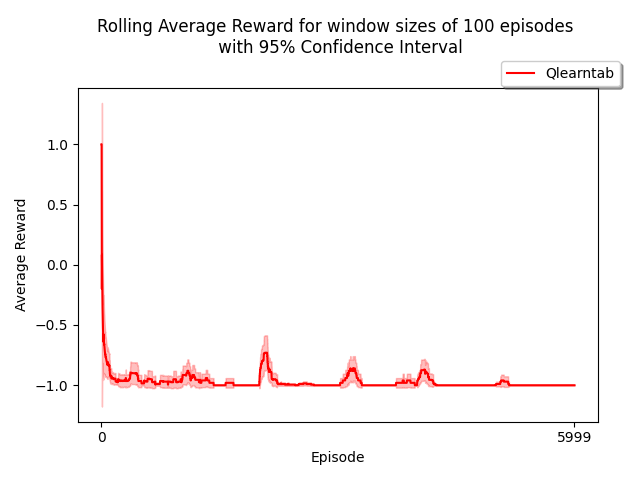 Rolling Average Reward for window sizes of 100 episodes
with 95% Confidence Interval
Qlearntab
1.0
0.5
0.0
−0.5
−1.0
Average Reward
0
5999
Episode